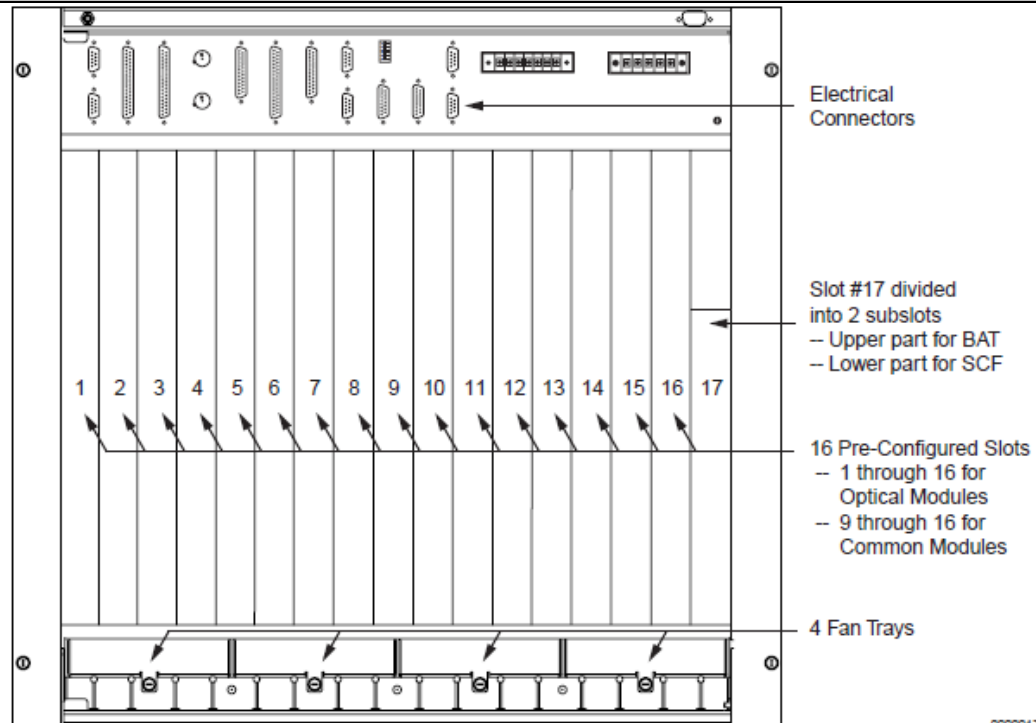 Electrical
Connectors
Slot #17 divided
into 2 subslots
-- Upper part for BAT
-- Lower part for SCF
1 2 3 4 5 6 7 8 9 10 11 12 13 14 15 16 17
16 Pre-Configured Slots
-- 1 through 16 for
Optical Modules
-- 9 through 16 for
Common Modules
4 Fan Trays